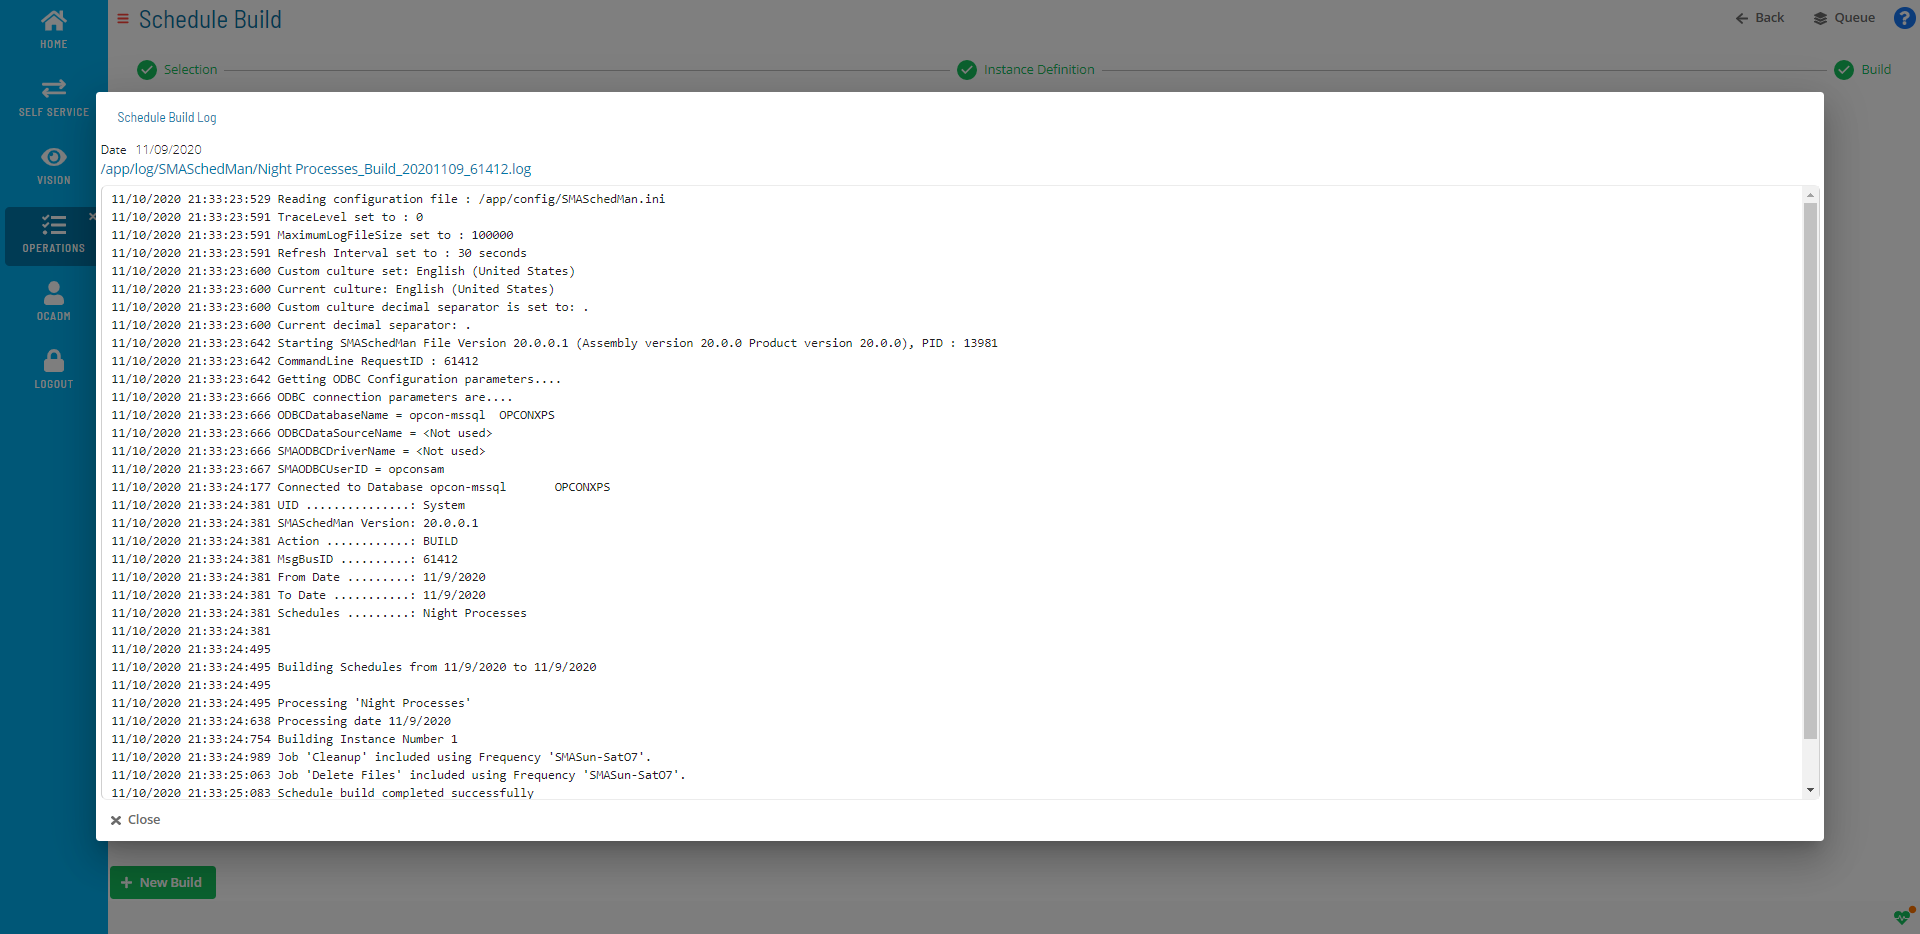 HOME
SELF SERVICE
VISION
OPERATIONS
OCADM
LOGOUT
Schedule Build
Back
Queue
?
Selection
Instance Definition
Build
Schedule Build Log
Date 11/09/2020
/app/log/SMASchedMan/Night Processes_Build_20201109_61412.log
11/10/2020 21:33:23:529 Reading configuration file : /app/config/SMASchedMan.ini
11/10/2020 21:33:23:591 TraceLevel set to : 0
11/10/2020 21:33:23:591 MaximumLogFileSize set to : 100000
11/10/2020 21:33:23:591 Refresh Interval set to : 30 seconds
11/10/2020 21:33:23:600 Custom culture set: English (United States)
11/10/2020 21:33:23:600 Current culture: English (United States)
11/10/2020 21:33:23:600 Custom culture decimal separator is set to: .
11/10/2020 21:33:23:600 Current decimal separator: .
11/10/2020 21:33:23:642 Starting SMASchedMan File Version 20.0.0.1 (Assembly version 20.0.0 Product version 20.0.0), PID : 13981
11/10/2020 21:33:23:642 CommandLine RequestID : 61412
11/10/2020 21:33:23:642 Getting ODBC Configuration parameters....
11/10/2020 21:33:23:666 ODBC connection parameters are....
11/10/2020 21:33:23:666 ODBCDatabaseName = opcon-mssql  OPCONXPS
11/10/2020 21:33:23:666 ODBCDataSourceName = <Not used>
11/10/2020 21:33:23:666 SMAODBCDriverName = <Not used>
11/10/2020 21:33:23:667 SMAODBCUserID = opconsam
11/10/2020 21:33:24:177 Connected to Database opcon-mssql       OPCONXPS
11/10/2020 21:33:24:381 UID ...............: System
11/10/2020 21:33:24:381 SMASchedMan Version: 20.0.0.1
11/10/2020 21:33:24:381 Action ............: BUILD
11/10/2020 21:33:24:381 MsgBusID ..........: 61412
11/10/2020 21:33:24:381 From Date .........: 11/9/2020
11/10/2020 21:33:24:381 To Date ...........: 11/9/2020
11/10/2020 21:33:24:381 Schedules .........: Night Processes
11/10/2020 21:33:24:381
11/10/2020 21:33:24:495
11/10/2020 21:33:24:495 Building Schedules from 11/9/2020 to 11/9/2020
11/10/2020 21:33:24:495
11/10/2020 21:33:24:495 Processing 'Night Processes'
11/10/2020 21:33:24:638 Processing date 11/9/2020
11/10/2020 21:33:24:754 Building Instance Number 1
11/10/2020 21:33:24:989 Job 'Cleanup' included using Frequency 'SMASun-SatO7'.
11/10/2020 21:33:25:063 Job 'Delete Files' included using Frequency 'SMASun-SatO7'.
11/10/2020 21:33:25:083 Schedule build completed successfully
Close
New Build